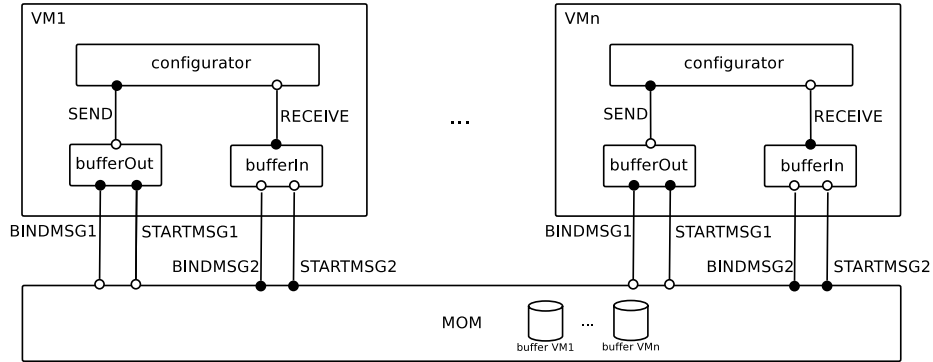 VM1
VMn
configurator
configurator
SEND
RECEIVE
...
SEND
RECEIVE
bufferOut
bufferIn
bufferOut
bufferIn
BINDMSG1
STARTMSG1
BINDMSG1
STARTMSG1
BINDMSG2
STARTMSG2
BINDMSG2
STARTMSG2
MOM
...
buffer VM1
buffer VMn